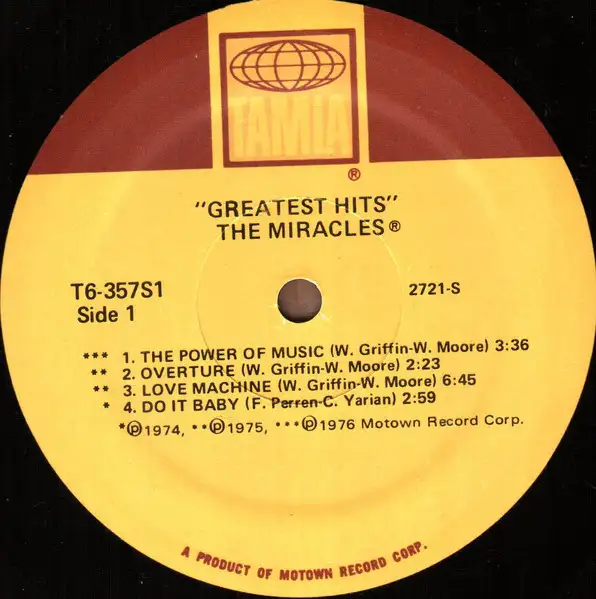 TAMLA
®
"GREATEST HITS"
THE MIRACLES®
T6-357S1
2721-S
Side 1
*** 1. THE POWER OF MUSIC (W. Griffin-W. Moore) 3:36
** 2. OVERTURE (W. Griffin-W. Moore) 2:23
** 3. LOVE MACHINE (W. Griffin-W. Moore) 6:45
* 4. DO IT BABY (F. Perren-C. Yarian) 2:59
*℗1974, **℗1975, ***℗1976 Motown Record Corp.
A PRODUCT OF MOTOWN RECORD CORP.